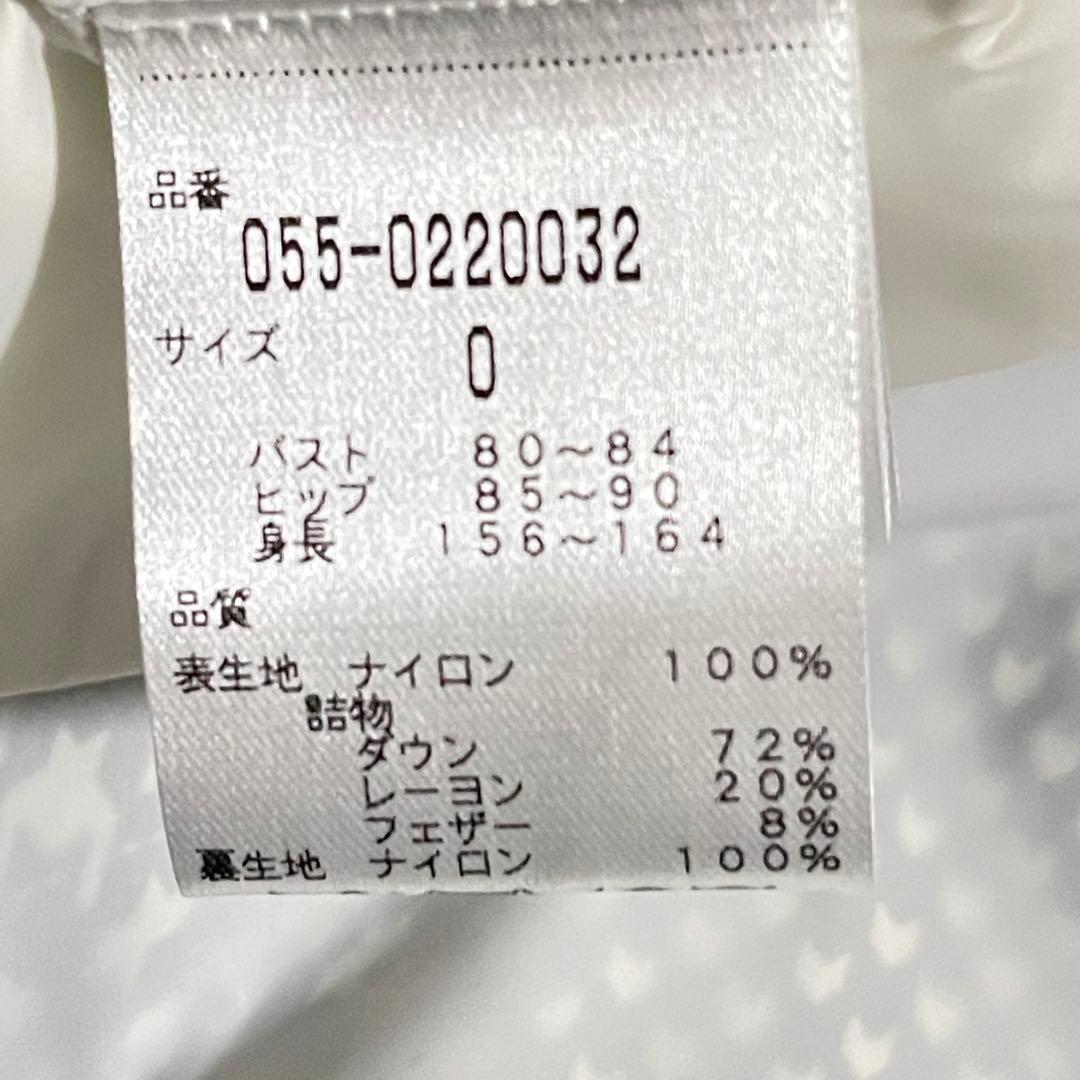 品番
055-0220032
サイズ 0
バスト 80～84
ヒップ 85～90
身長 156～164
品質
表生地 ナイロン 100%
詰物
ダウン 72%
レーヨン 20%
フェザー 8%
裏生地 ナイロン 100%